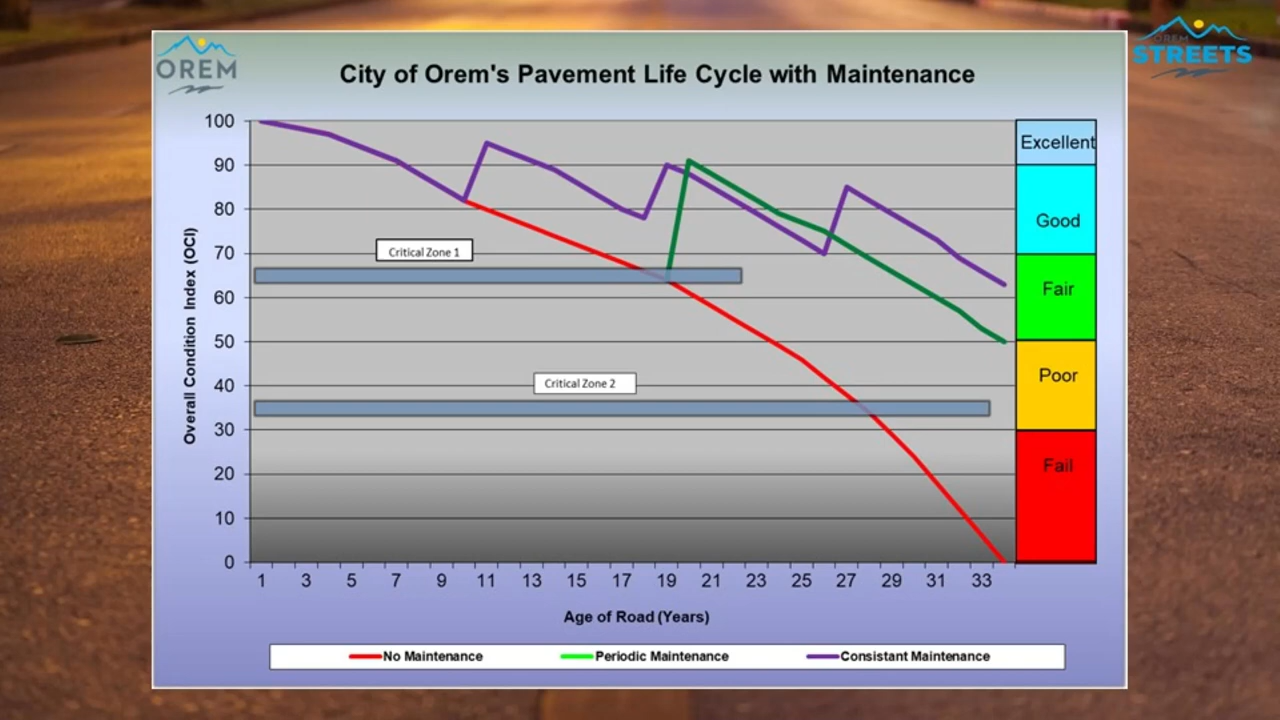 OREM
OREM
STREETS
City of Orem's Pavement Life Cycle with Maintenance
Overall Condition Index (OCI)
100
90
80
70
60
50
40
30
20
10
0
Critical Zone 1
Critical Zone 2
Excellent
Good
Fair
Poor
Fail
1 3 5 7 9 11 13 15 17 19 21 23 25 27 29 31 33
Age of Road (Years)
No Maintenance Periodic Maintenance Consistant Maintenance